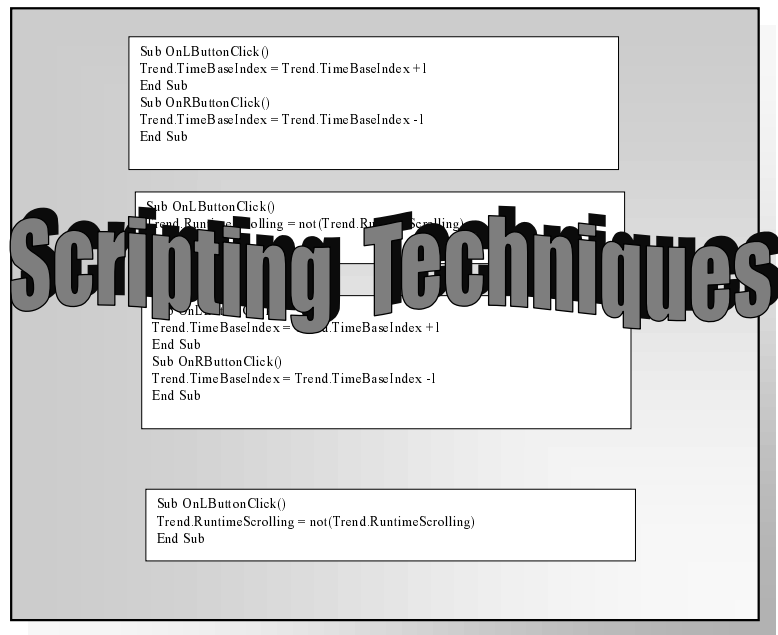 Sub OnLButtonClick()
Trend.TimeBaseIndex = Trend.TimeBaseIndex +1
End Sub
Sub OnRButtonClick()
Trend.TimeBaseIndex = Trend.TimeBaseIndex -1
End Sub
Sub OnLButtonClick()
= not(Trend.
Scripting Techniques
Trend.TimeBaseIndex = .TimeBaseIndex +1
End Sub
Sub OnRButtonClick()
Trend.TimeBaseIndex = Trend.TimeBaseIndex -1
End Sub
Sub OnLButtonClick()
Trend.RuntimeScrolling = not(Trend.RuntimeScrolling)
End Sub